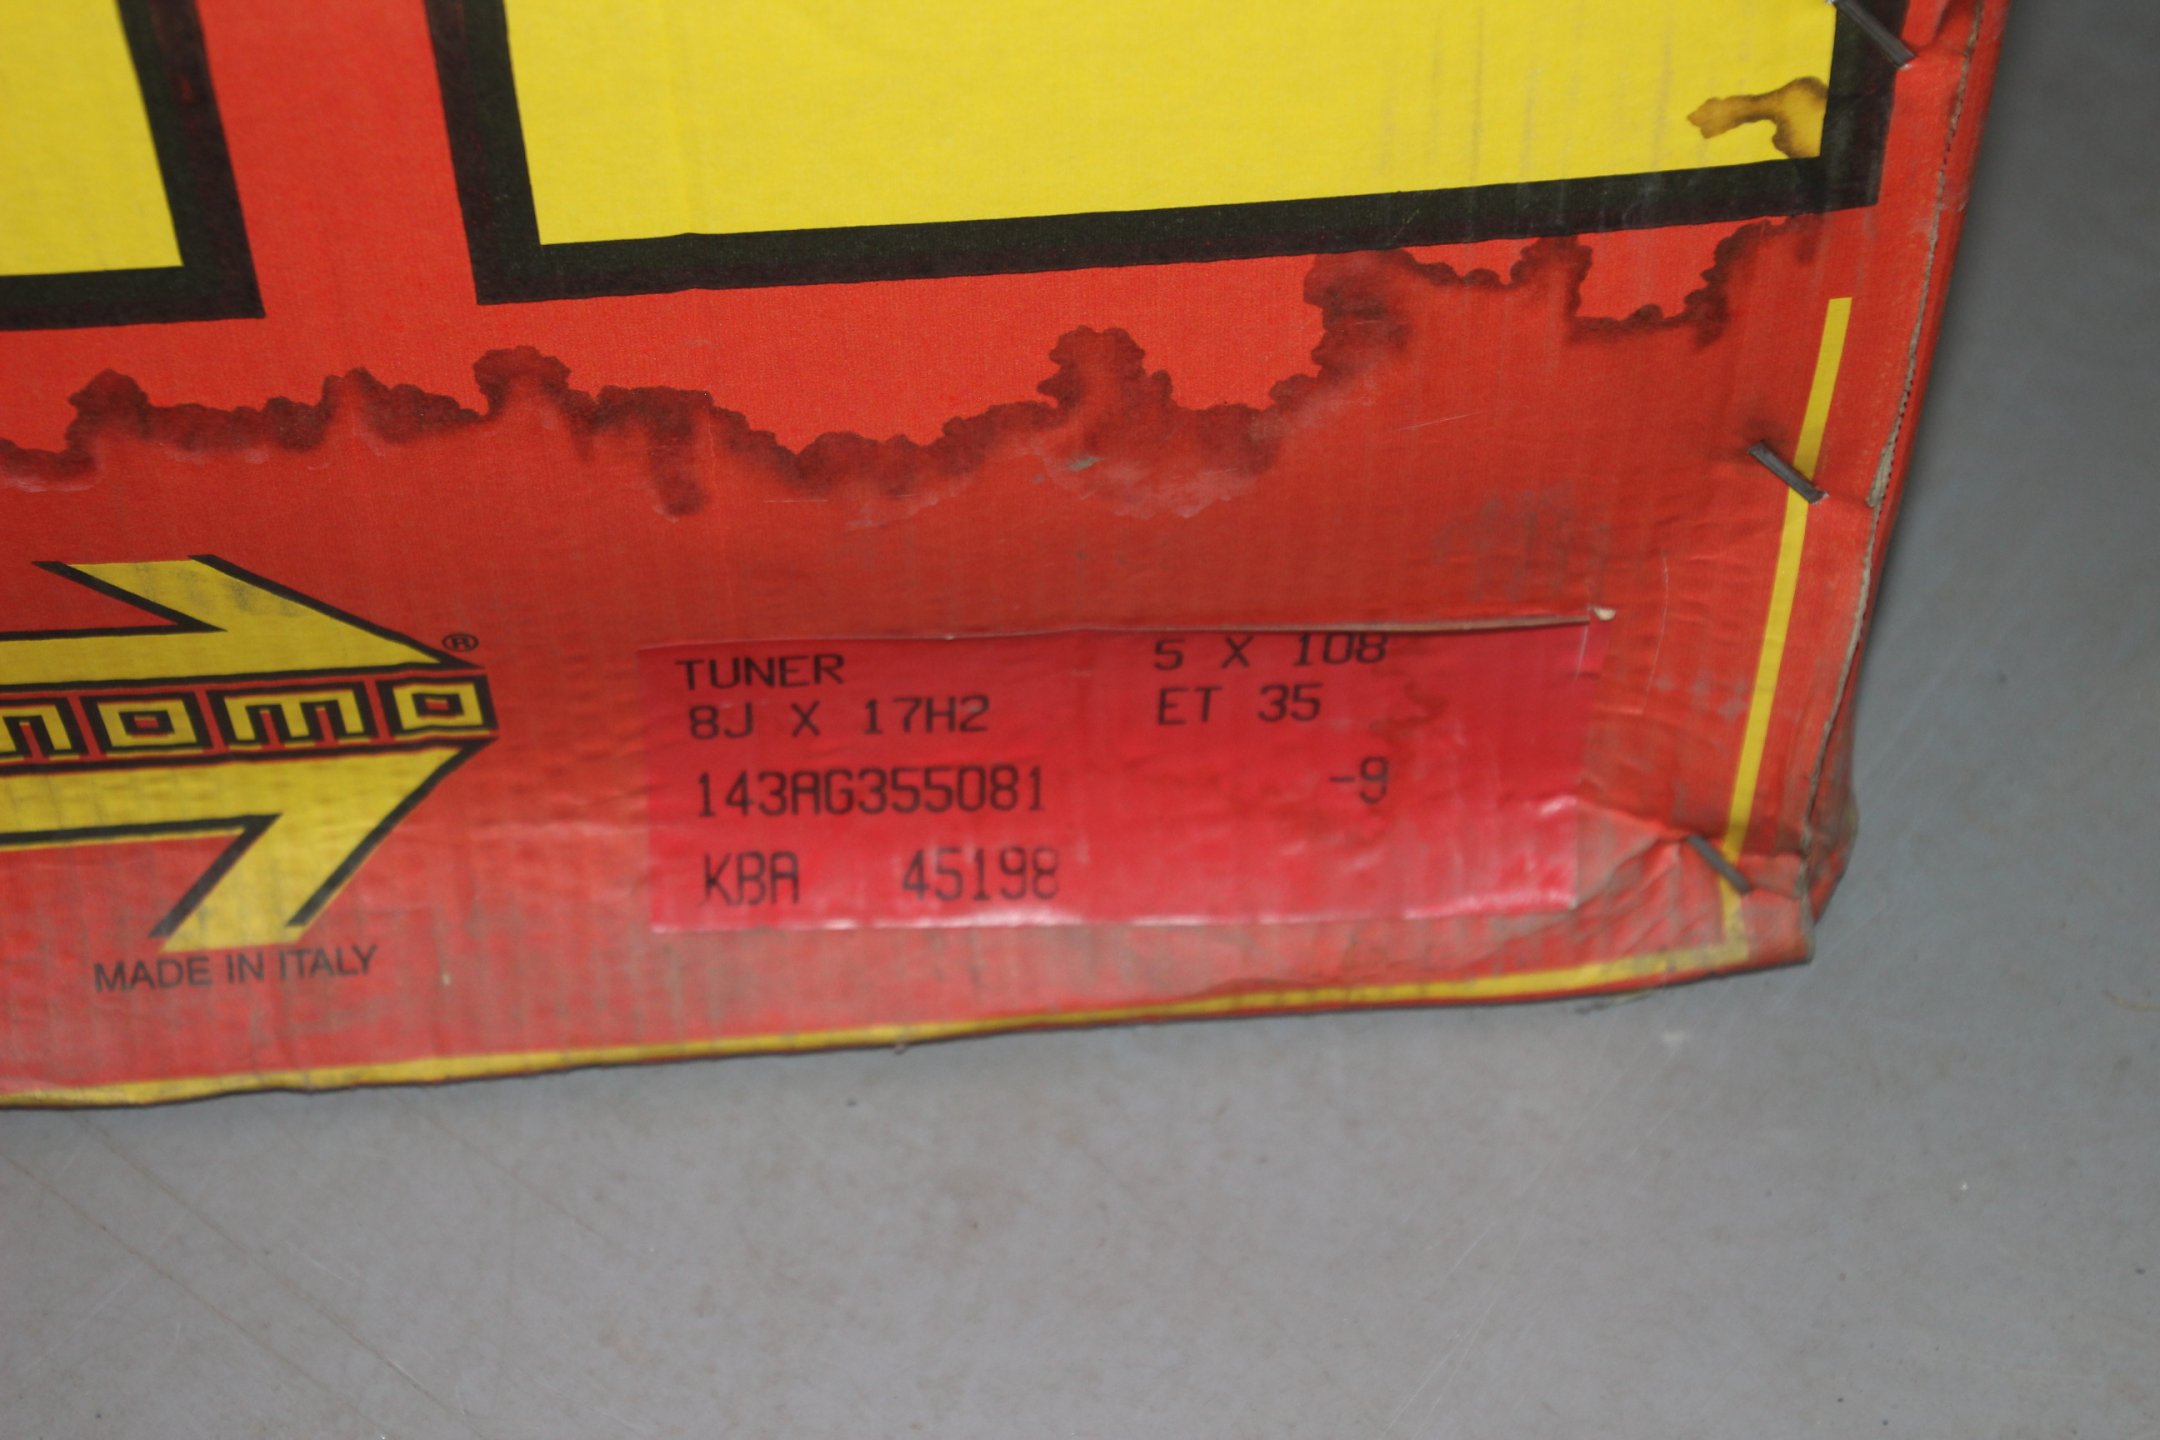 momo ®
MADE IN ITALY
TUNER 5 X 108
8J X 17H2 ET 35
143AG355081 -9
KBA 45198